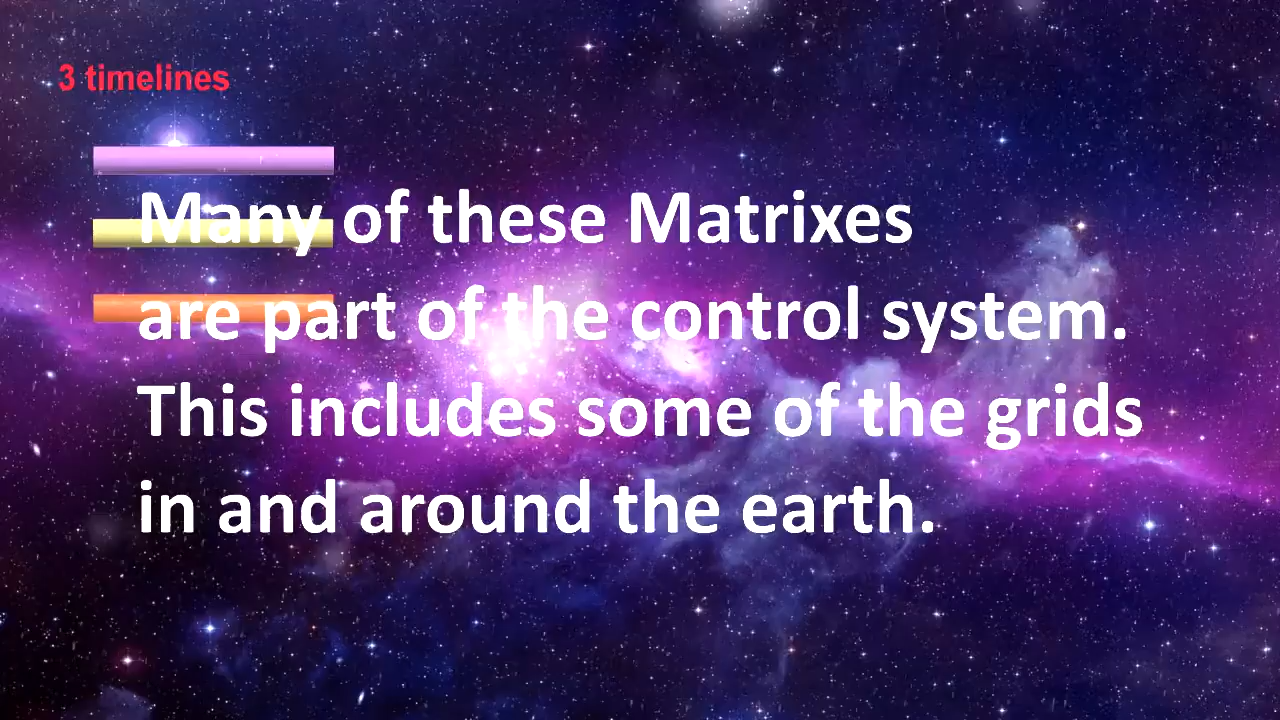 3 timelines
Many of these Matrixes
are part of the control system.
This includes some of the grids
in and around the earth.